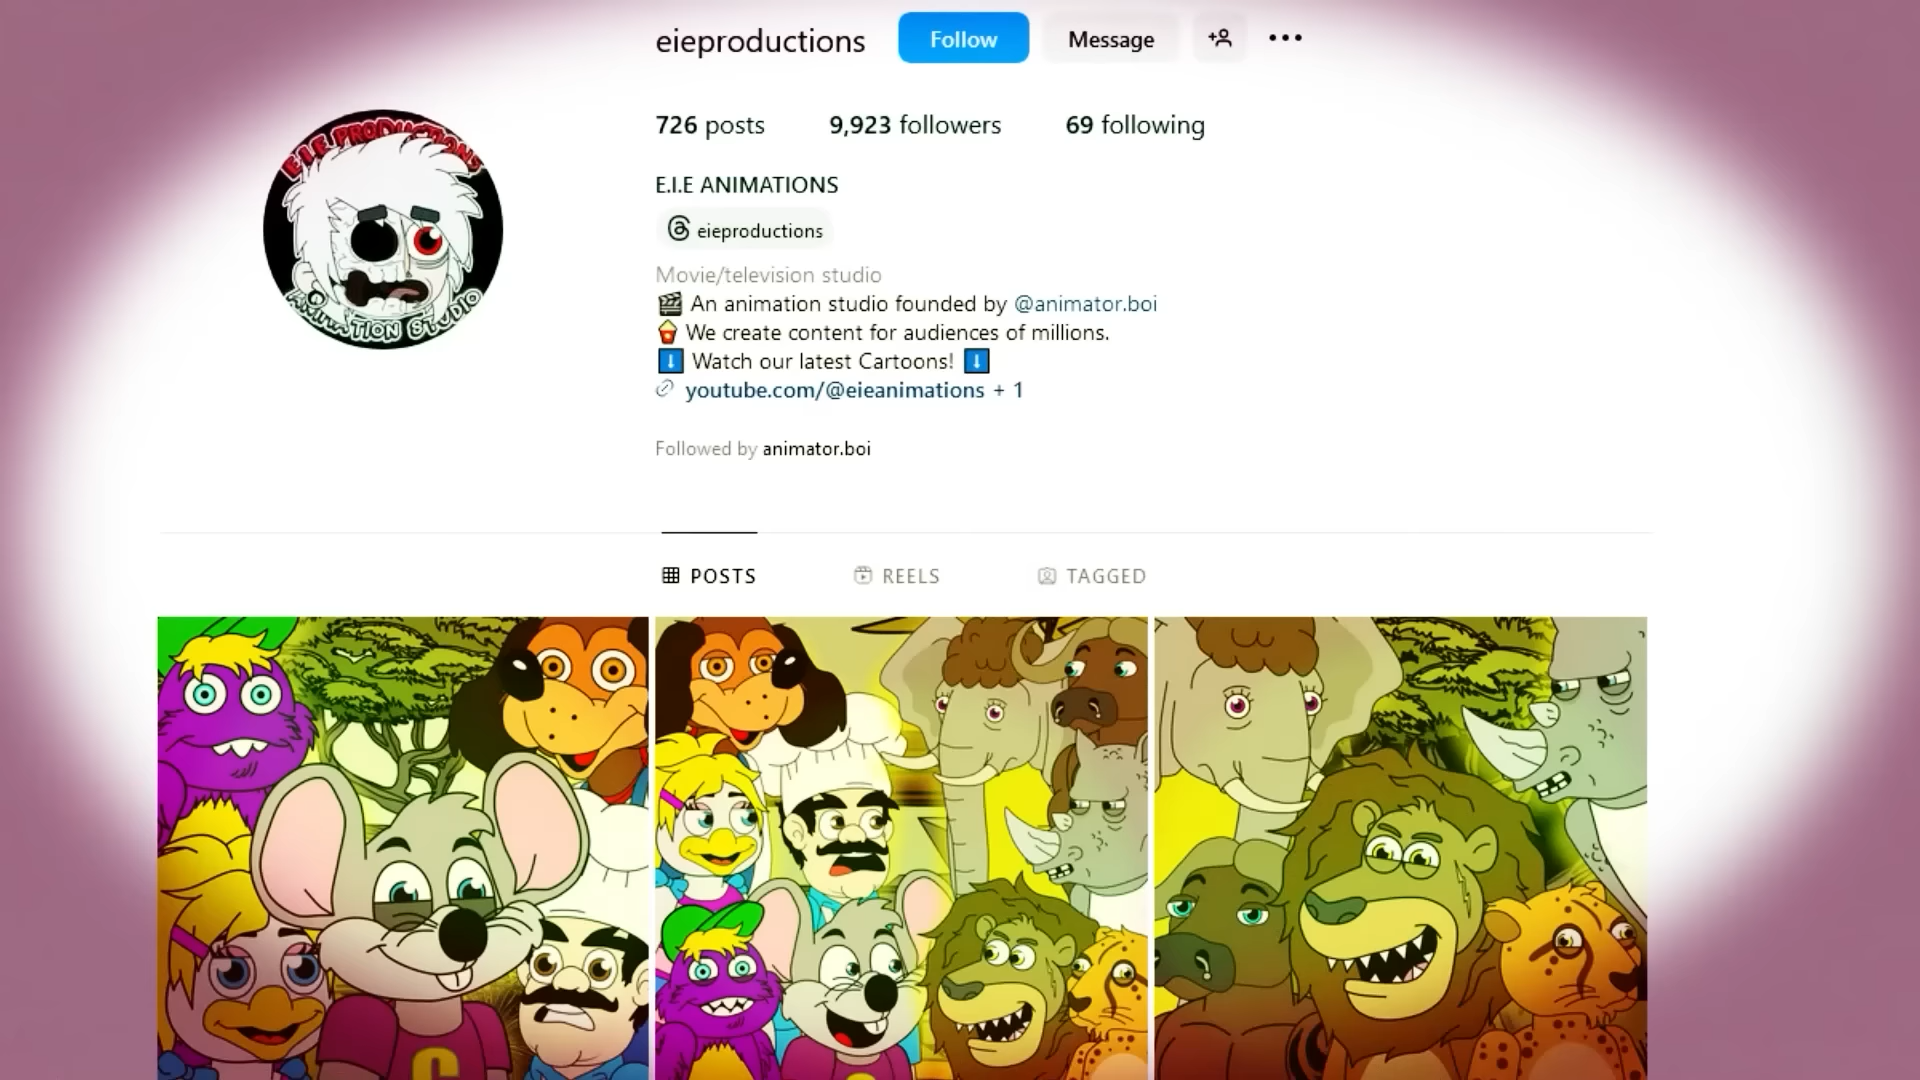 eieproductions Follow Message
726 posts 9,923 followers 69 following
E.I.E PRODUCTIONS
ANIMATION STUDIO
E.I.E ANIMATIONS
eieproductions
Movie/television studio
An animation studio founded by @animator.boi
We create content for audiences of millions.
Watch our latest Cartoons!
youtube.com/@eieanimations + 1
Followed by animator.boi
POSTS REELS TAGGED
C